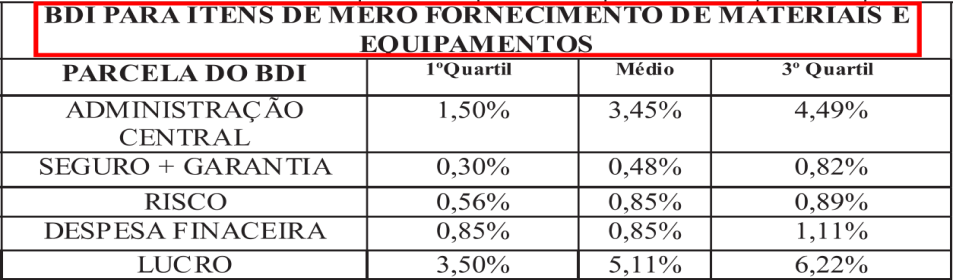 BDI PARA ITENS DE MERO FORNECIMENTO DE MATERIAIS E
EQUIPAMENTOS
PARCELA DO BDI 1ºQuartil Médio 3º Quartil
ADMINISTRAÇÃO
CENTRAL 1,50% 3,45% 4,49%
SEGURO + GARANTIA 0,30% 0,48% 0,82%
RISCO 0,56% 0,85% 0,89%
DESPESA FINACEIRA 0,85% 0,85% 1,11%
LUCRO 3,50% 5,11% 6,22%